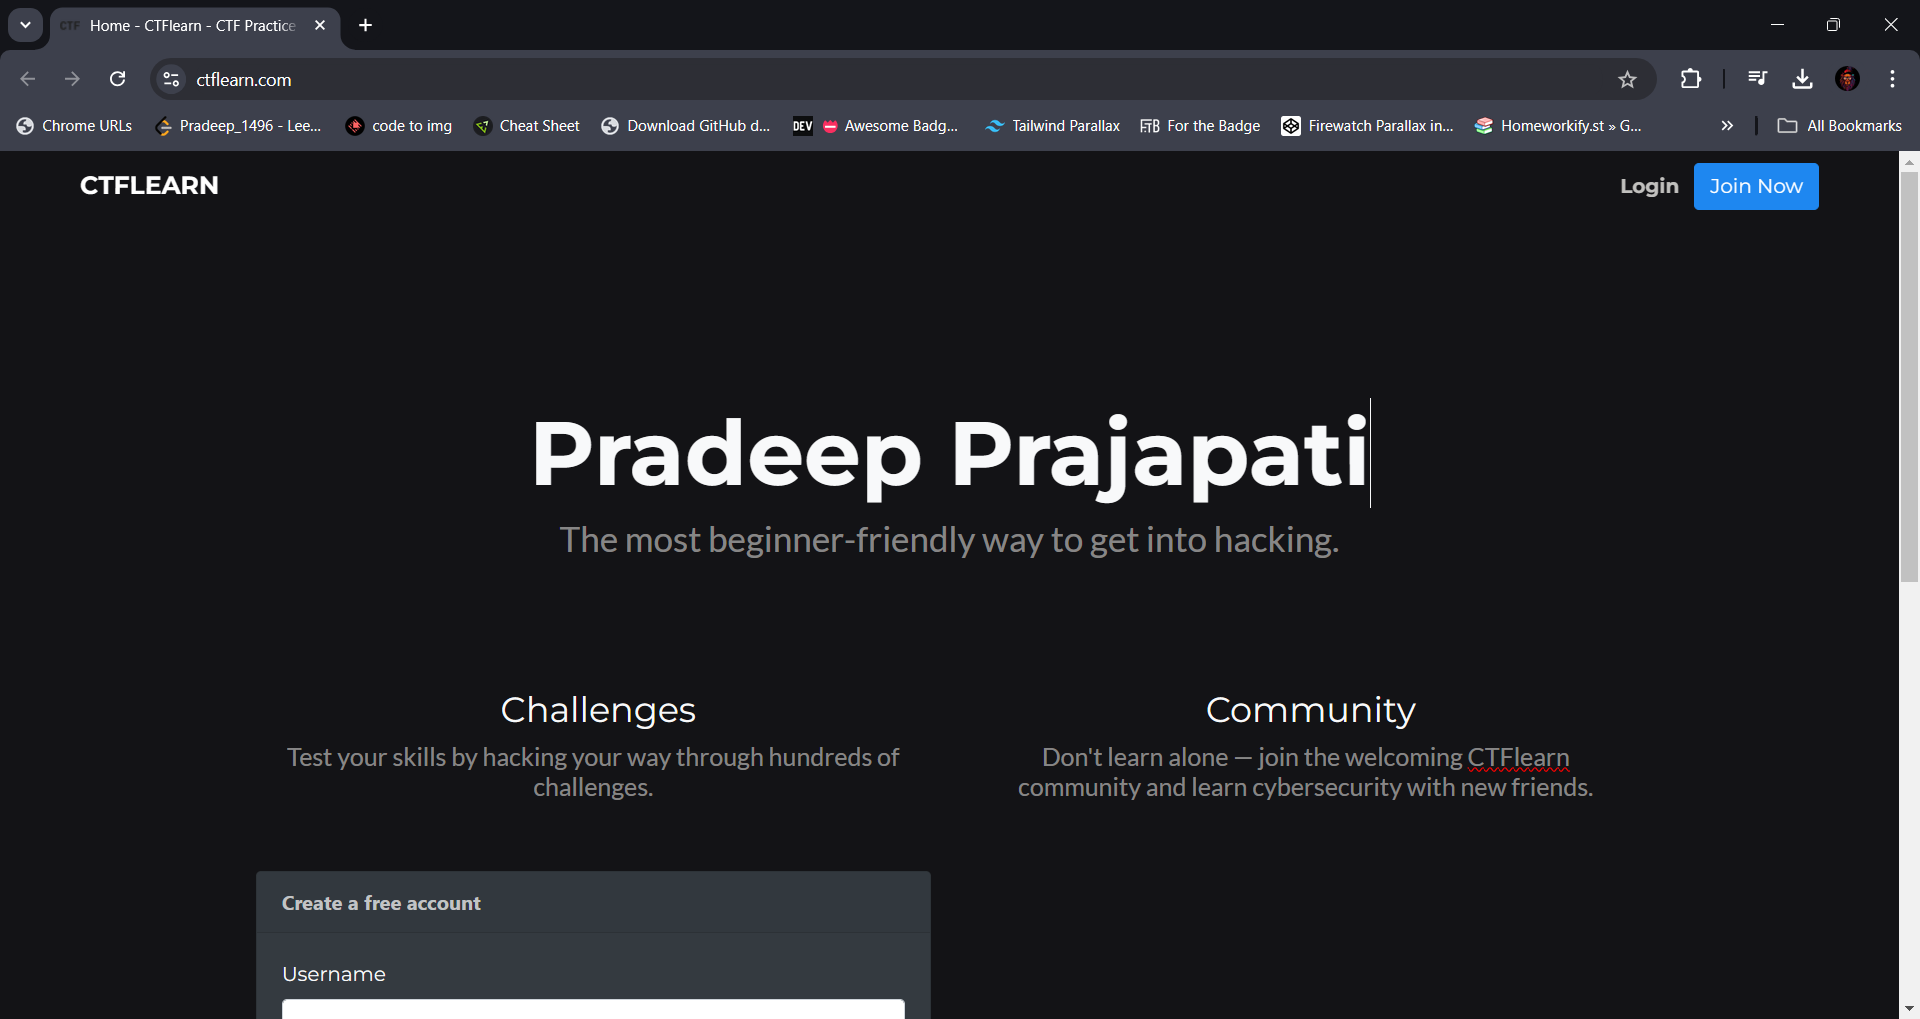 CTF Home - CTFlearn - CTF Practice
ctflearn.com
Chrome URLs Pradeep_1496 - Lee... code to img Cheat Sheet Download GitHub d... DEV Awesome Badg... Tailwind Parallax FTB For the Badge Firewatch Parallax in... Homeworkify.st » G... » All Bookmarks
CTFLEARN Login Join Now
Pradeep Prajapati
The most beginner-friendly way to get into hacking.
Challenges
Test your skills by hacking your way through hundreds of
challenges.
Community
Don't learn alone — join the welcoming CTFlearn
community and learn cybersecurity with new friends.
Create a free account
Username